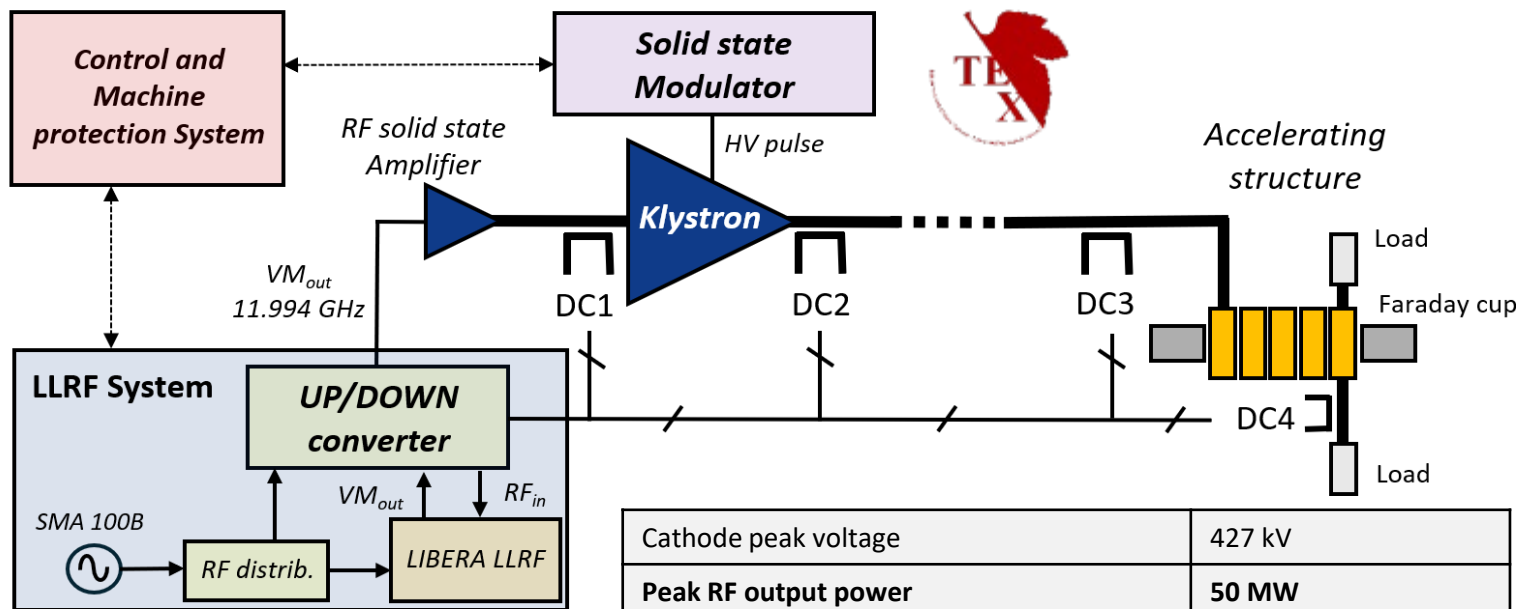 Control and
Machine
protection System
Solid state
Modulator
TEX
RF solid state
Amplifier
HV pulse
Accelerating
structure
Klystron
Load
VMout
11.994 GHz
DC1
DC2
DC3
Faraday cup
LLRF System
UP/DOWN
converter
DC4
Load
VMout
RFin
SMA 100B
RF distrib.
LIBERA LLRF
Cathode peak voltage 427 kV
Peak RF output power 50 MW